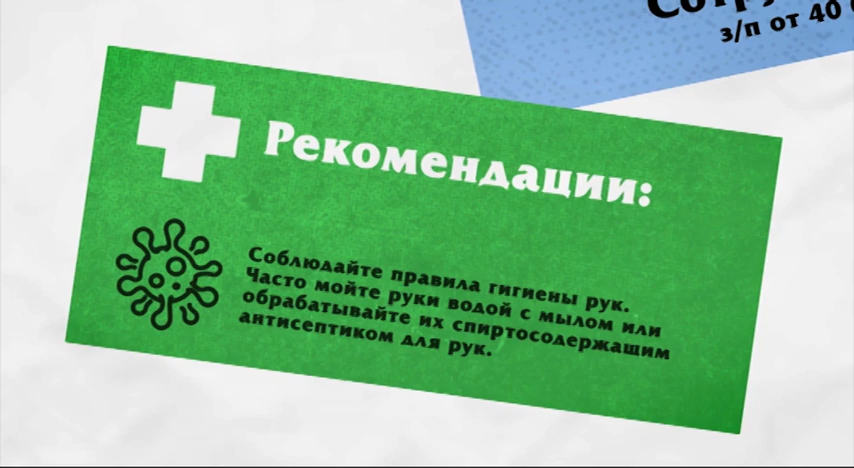 з/п от 40
Рекомендации:
Соблюдайте правила гигиены рук.
Часто мойте руки водой с мылом или
обрабатывайте их спиртосодержащим
антисептиком для рук.